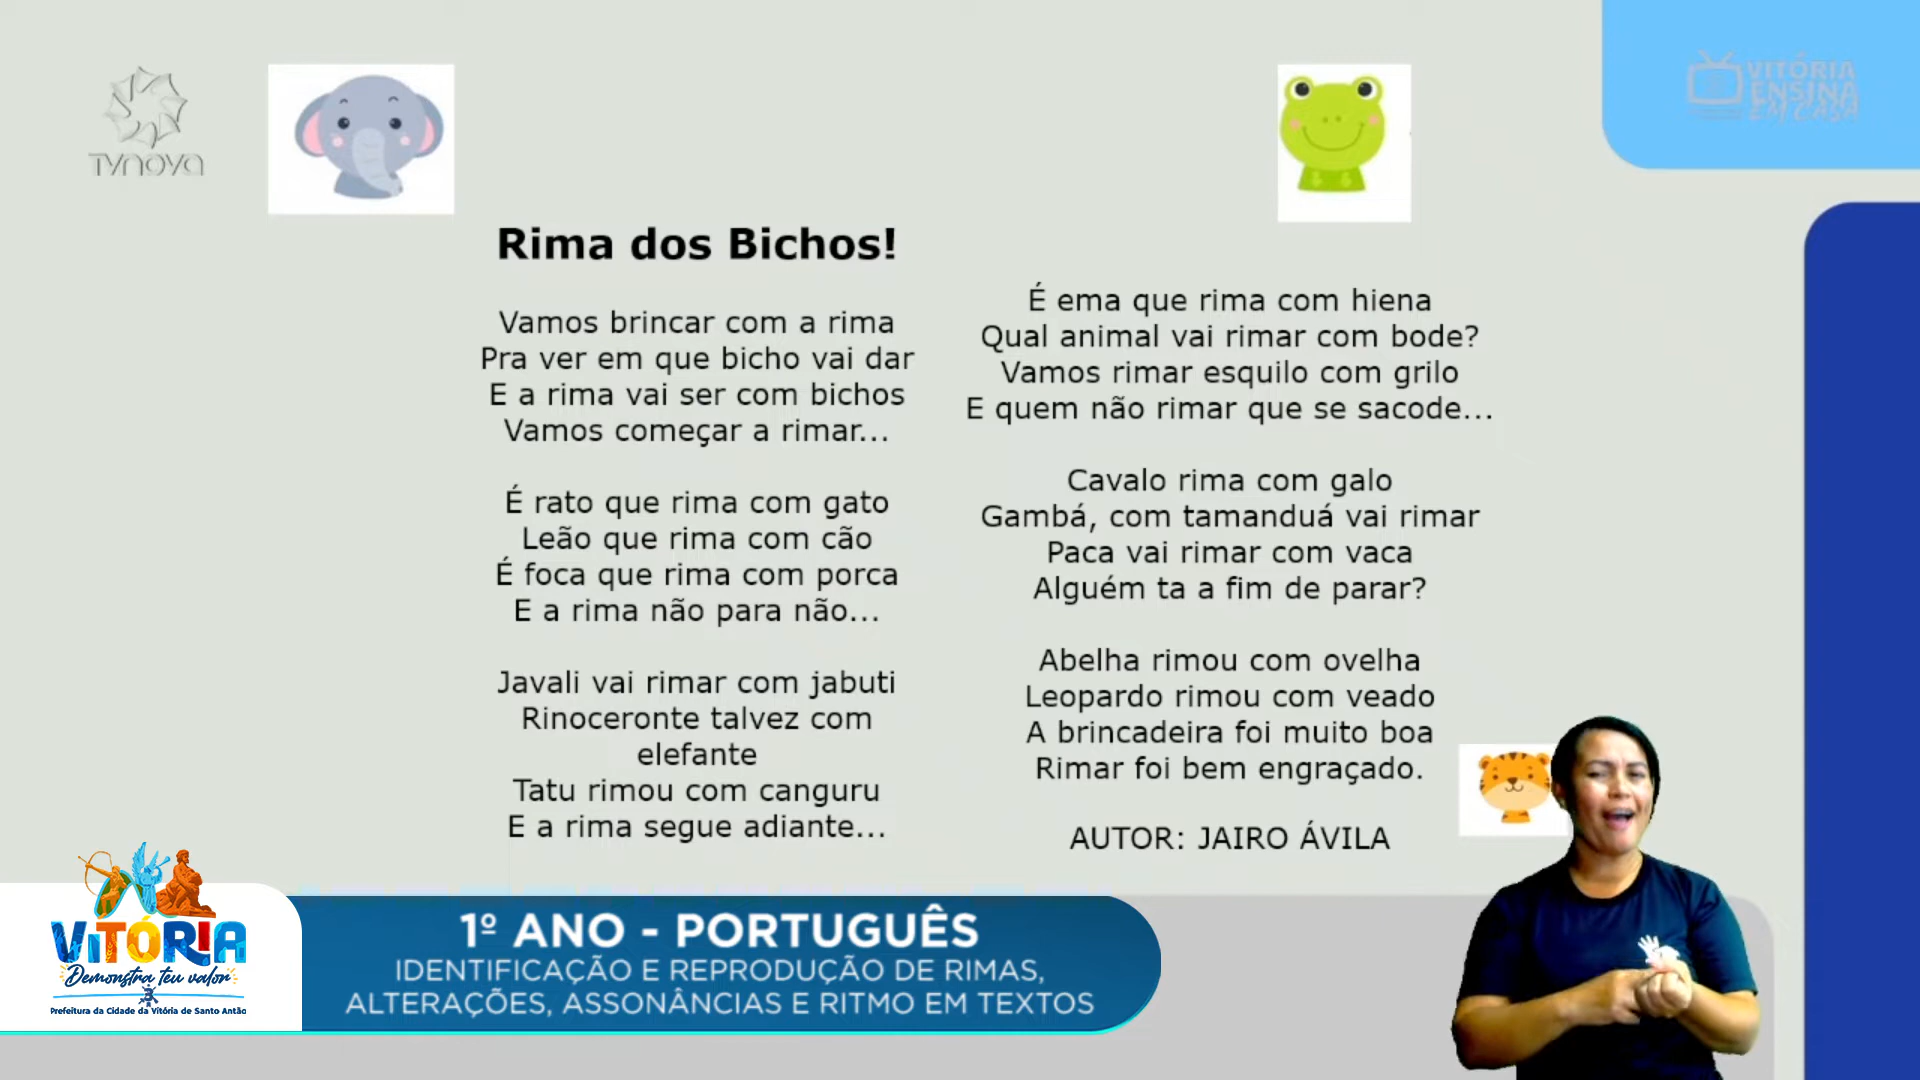 TVNOVA
VITÓRIA
ENSINA
EM CASA
Rima dos Bichos!
Vamos brincar com a rima
Pra ver em que bicho vai dar
E a rima vai ser com bichos
Vamos começar a rimar...
É rato que rima com gato
Leão que rima com cão
É foca que rima com porca
E a rima não para não...
Javali vai rimar com jabuti
Rinoceronte talvez com
elefante
Tatu rimou com canguru
E a rima segue adiante...
É ema que rima com hiena
Qual animal vai rimar com bode?
Vamos rimar esquilo com grilo
E quem não rimar que se sacode...
Cavalo rima com galo
Gambá, com tamanduá vai rimar
Paca vai rimar com vaca
Alguém ta a fim de parar?
Abelha rimou com ovelha
Leopardo rimou com veado
A brincadeira foi muito boa
Rimar foi bem engraçado.
AUTOR: JAIRO ÁVILA
VITÓRIA
Demonstra teu valor
Prefeitura da Cidade da Vitória de Santo Antão
1º ANO - PORTUGUÊS
IDENTIFICAÇÃO E REPRODUÇÃO DE RIMAS,
ALTERAÇÕES, ASSONÂNCIAS E RITMO EM TEXTOS